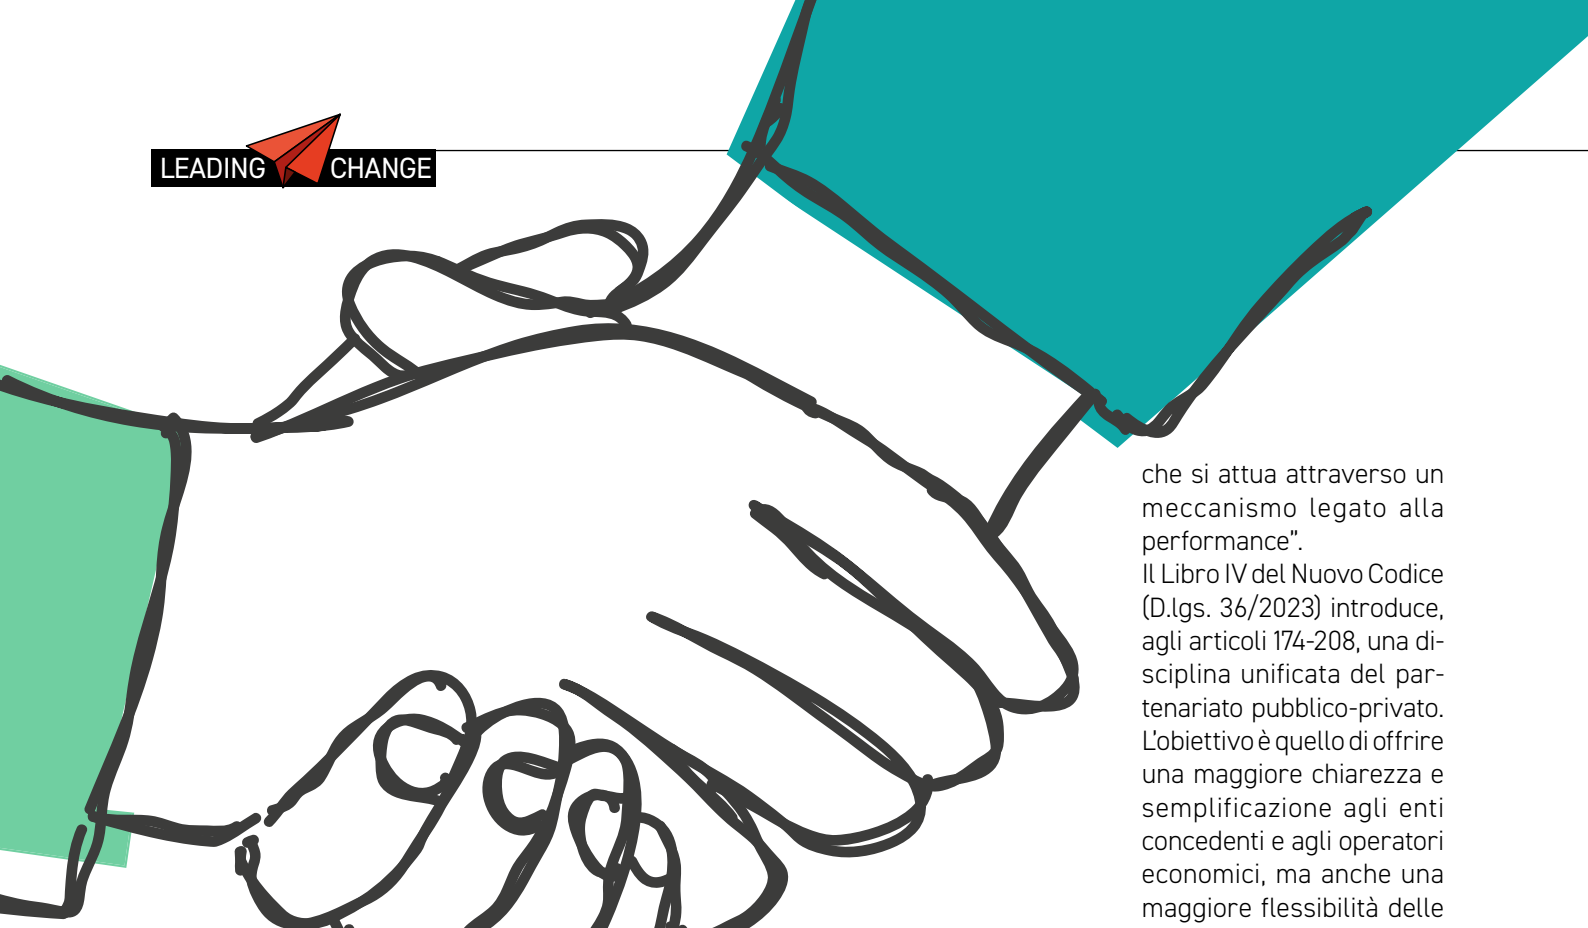 LEADING CHANGE
che si attua attraverso un
meccanismo legato alla
performance”.
Il Libro IV del Nuovo Codice
(D.lgs. 36/2023) introduce,
agli articoli 174-208, una di-
sciplina unificata del par-
tenariato pubblico-privato.
L’obiettivo è quello di offrire
una maggiore chiarezza e
semplificazione agli enti
concedenti e agli operatori
economici, ma anche una
maggiore flessibilità delle